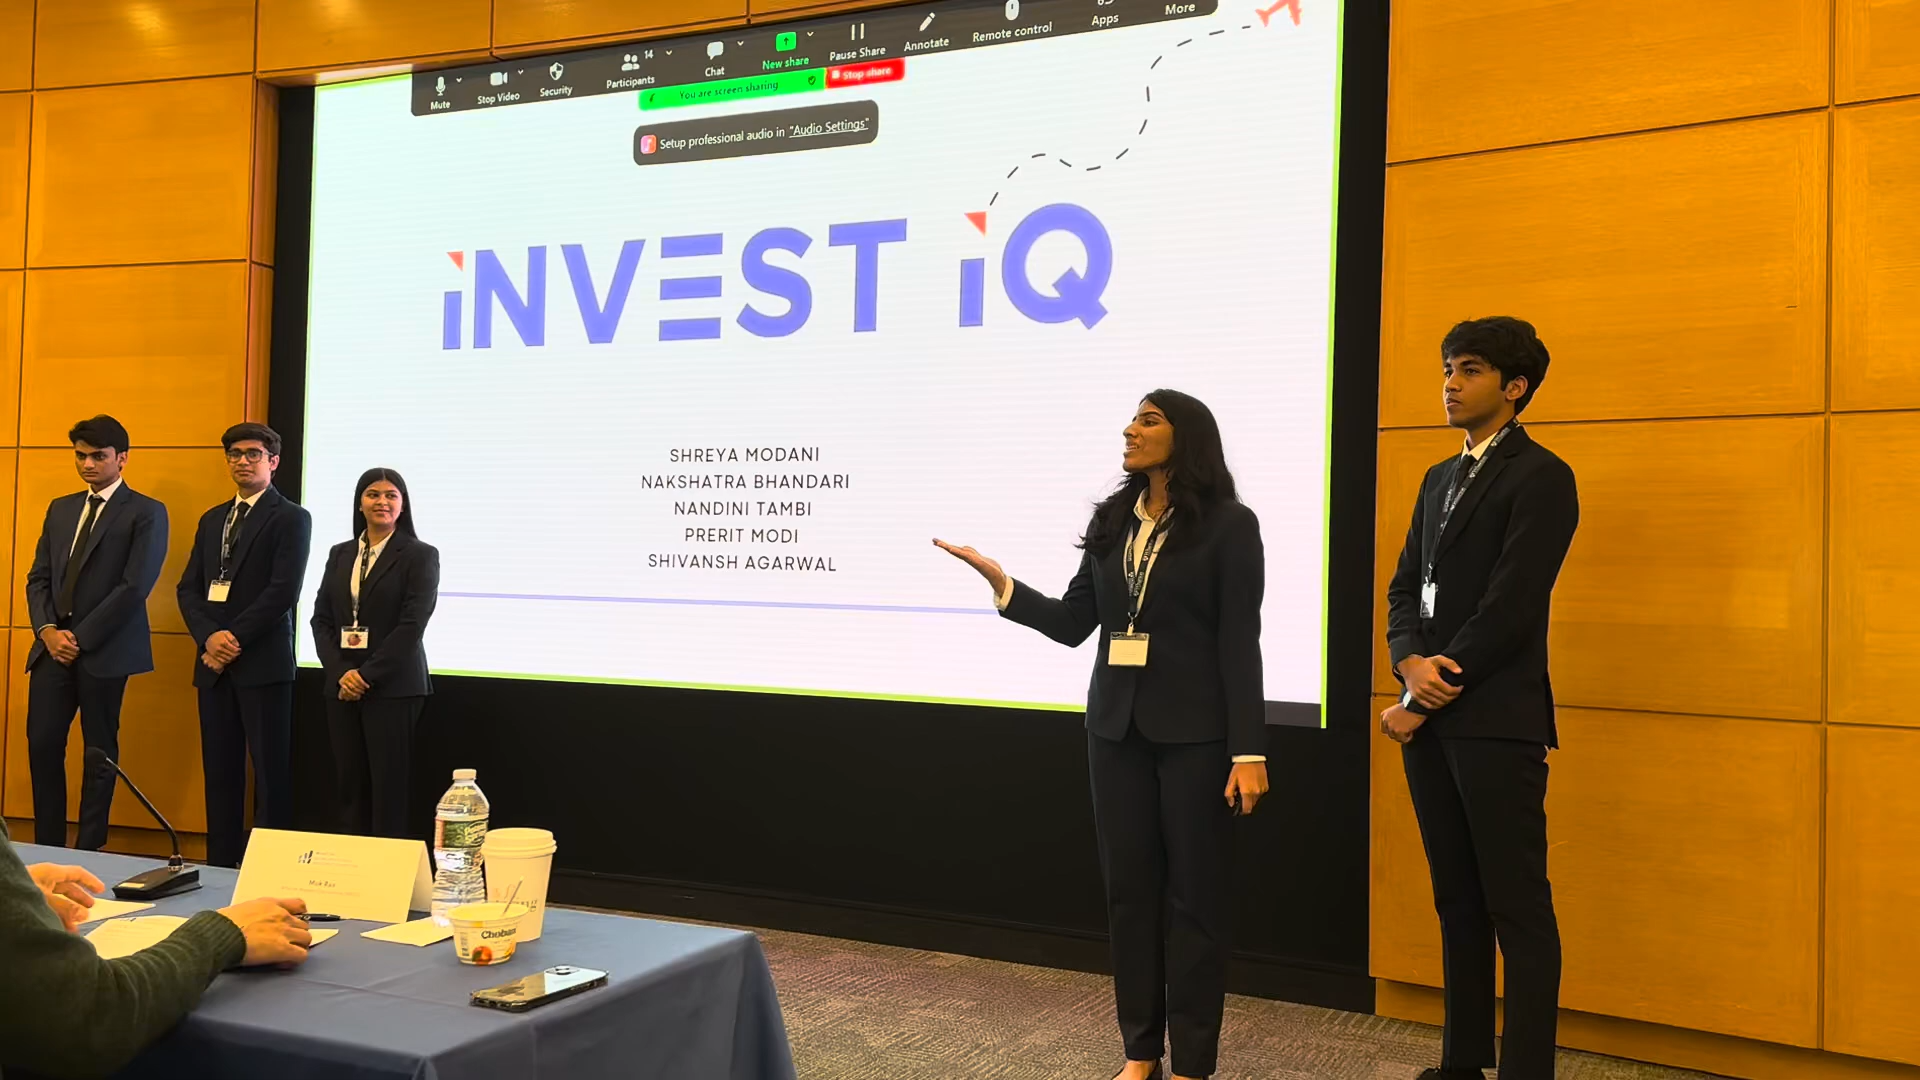 Mute
Stop Video
Security
14
Participants
Chat
New share
Pause Share
Annotate
Remote control
Apps
More
You are screen sharing
Stop share
Setup professional audio in "Audio Settings"
iNVEST iQ
SHREYA MODANI
NAKSHATRA BHANDARI
NANDINI TAMBI
PRERIT MODI
SHIVANSH AGARWAL
Chobani